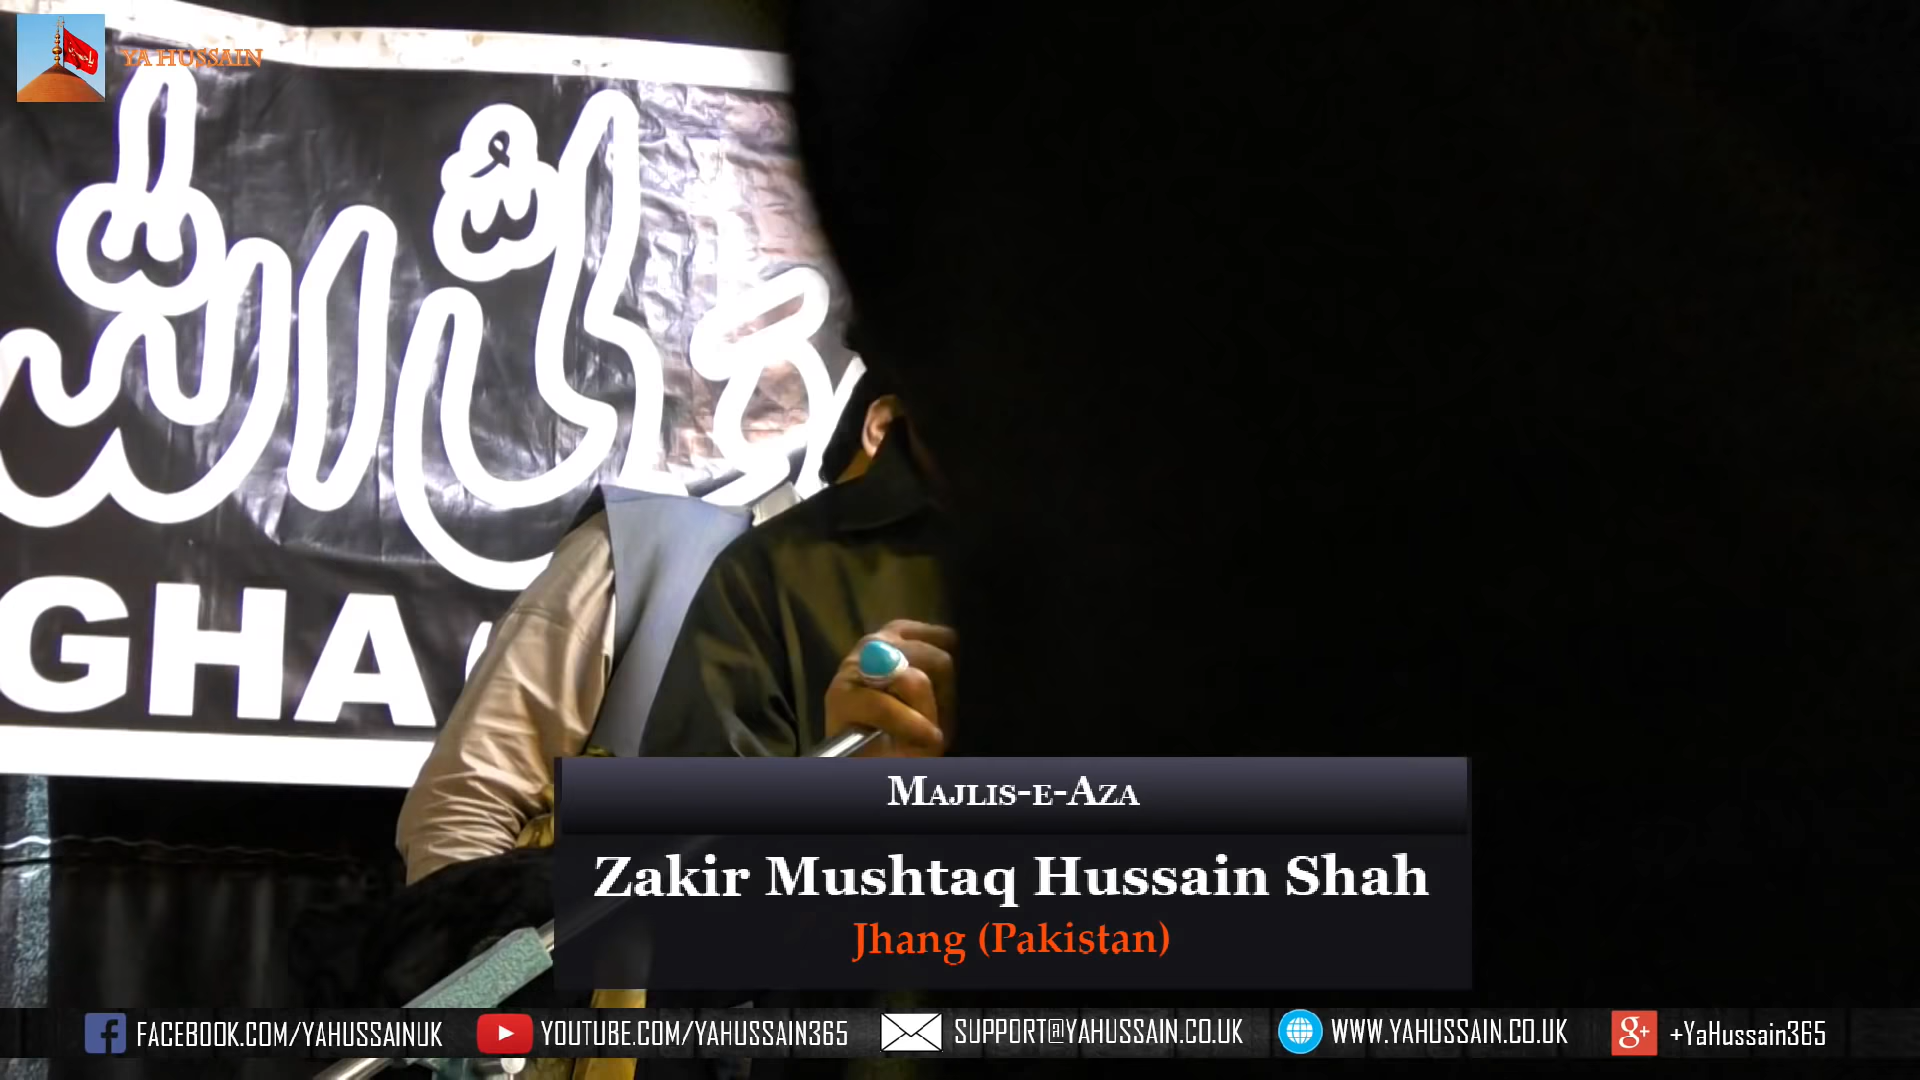 YA HUSSAIN
GHA
Majlis-e-Aza
Zakir Mushtaq Hussain Shah
Jhang (Pakistan)
FACEBOOK.COM/YAHUSSAINUK YOUTUBE.COM/YAHUSSAIN365 SUPPORT@YAHUSSAIN.CO.UK WWW.YAHUSSAIN.CO.UK +YaHussain365